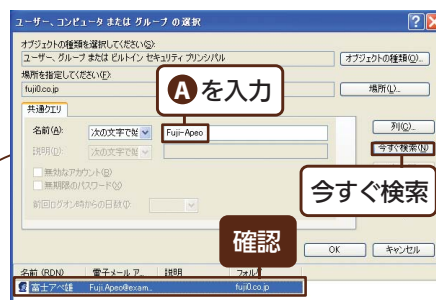 ユーザー、コンピュータ または グループ の選択
オブジェクトの種類を選択してください(S):
ユーザー、グループ または ビルトイン セキュリティ プリンシパル
オブジェクトの種類(O)...
場所を指定してください(F):
fuji0.co.jp
場所(L)...
共通クエリ
Aを入力
名前(A):
次の文字で始
Fuji-Apeo
列(C)...
説明(D):
次の文字で始
今すぐ検索(N)
無効なアカウント(B)
無期限のパスワード(X)
今すぐ検索
前回ログオン時からの日数(I):
確認
OK
キャンセル
名前 (RDN)
電子メール ア...
説明
フォルダ
富士アペ雄
Fuji.Apeo@exam...
fuji0.co.jp